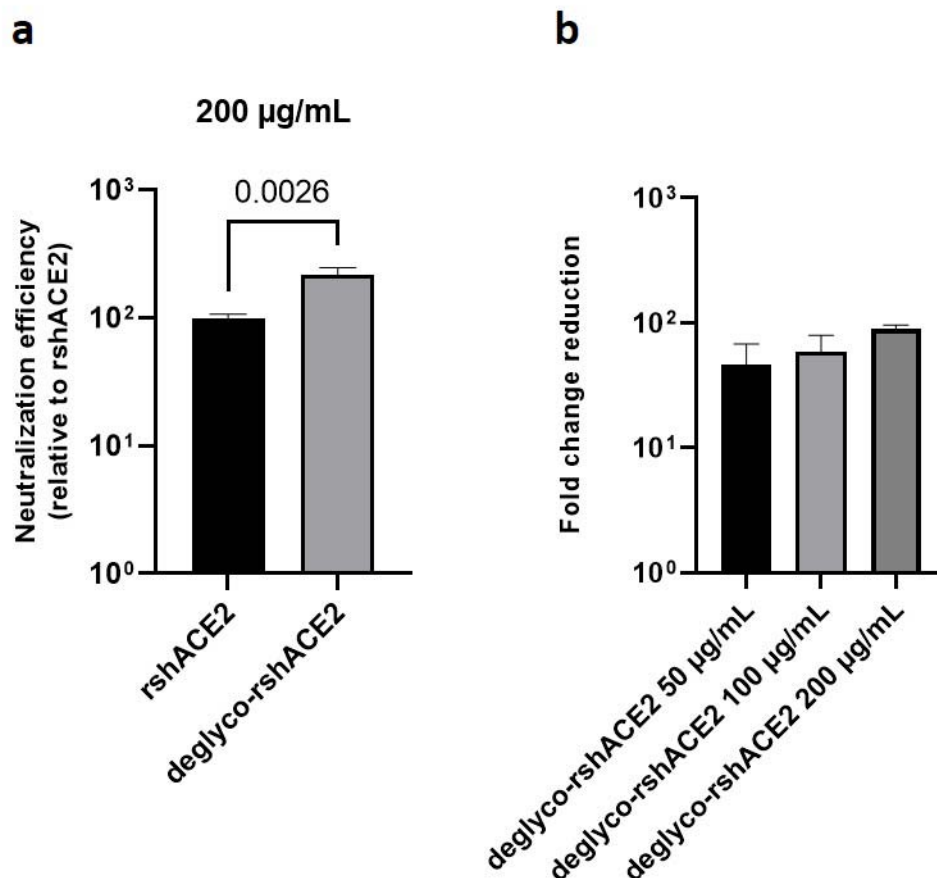 a
200 µg/mL
0.0026
Neutralization efficiency
(relative to rshACE2)
10³
10²
10¹
10⁰
rshACE2
deglyco-rshACE2
b
Fold change reduction
10³
10²
10¹
10⁰
deglyco-rshACE2 50 µg/mL
deglyco-rshACE2 100 µg/mL
deglyco-rshACE2 200 µg/mL